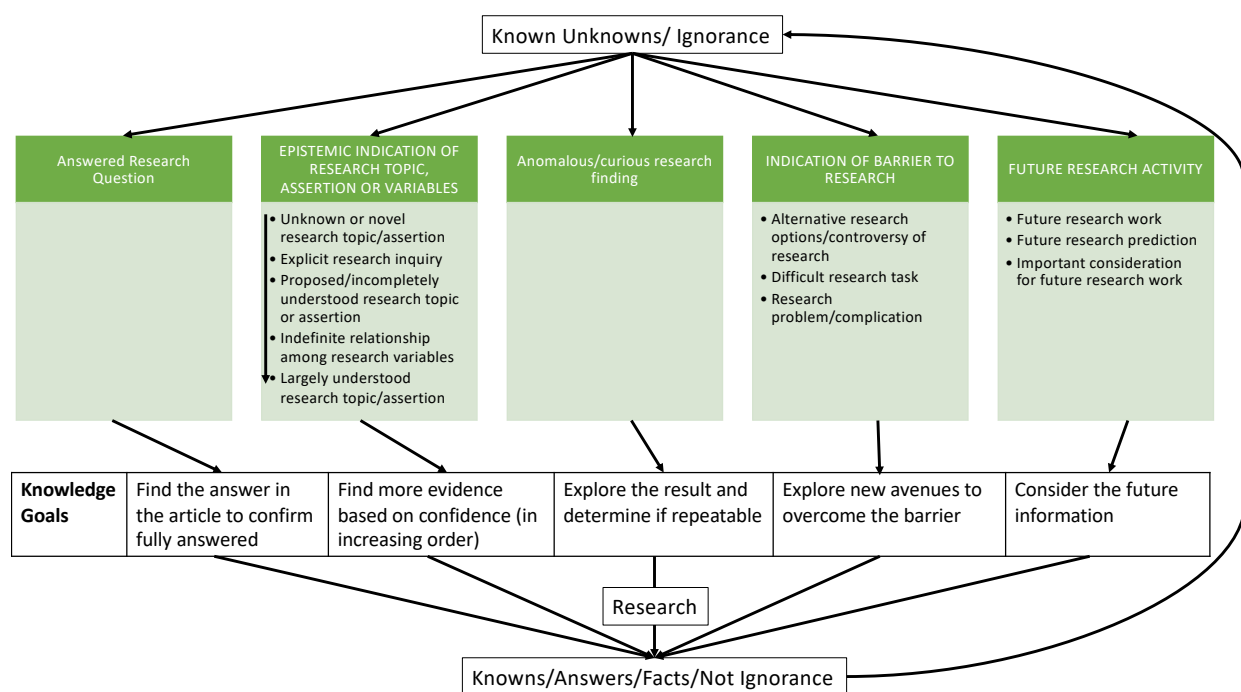 Known Unknowns/ Ignorance
Answered Research
Question
EPISTEMIC INDICATION OF
RESEARCH TOPIC,
ASSERTION OR VARIABLES
• Unknown or novel
research topic/assertion
• Explicit research inquiry
• Proposed/incompletely
understood research topic
or assertion
• Indefinite relationship
among research variables
• Largely understood
research topic/assertion
Anomalous/curious research
finding
INDICATION OF BARRIER TO
RESEARCH
• Alternative research
options/controversy of
research
• Difficult research task
• Research
problem/complication
FUTURE RESEARCH ACTIVITY
• Future research work
• Future research prediction
• Important consideration
for future research work
Knowledge
Goals
Find the answer in
the article to confirm
fully answered
Find more evidence
based on confidence (in
increasing order)
Explore the result and
determine if repeatable
Explore new avenues to
overcome the barrier
Consider the future
information
Research
Knowns/Answers/Facts/Not Ignorance